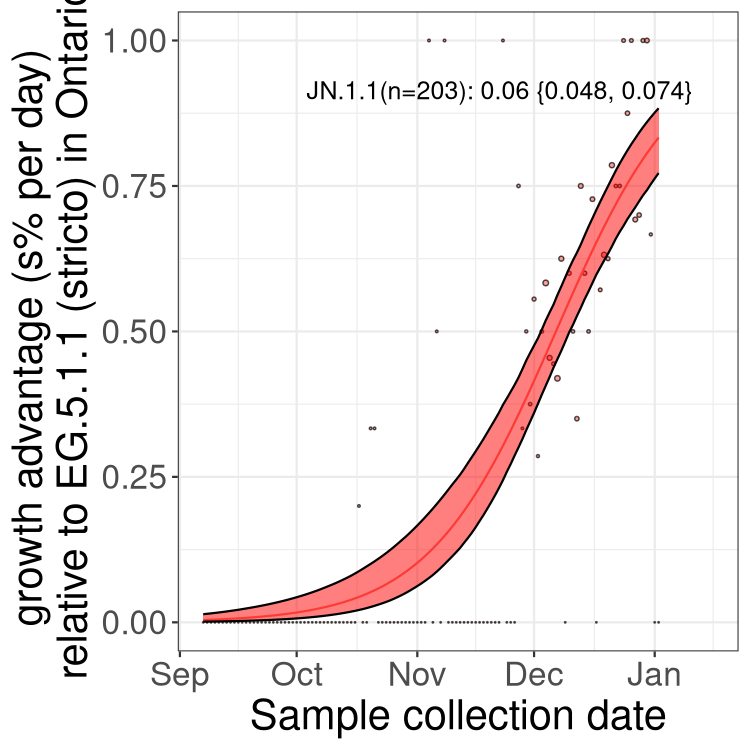 growth advantage (s% per day)
relative to EG.5.1.1 (stricto) in Ontario
1.00
0.75
0.50
0.25
0.00
JN.1.1(n=203): 0.06 {0.048, 0.074}
Sep Oct Nov Dec Jan
Sample collection date